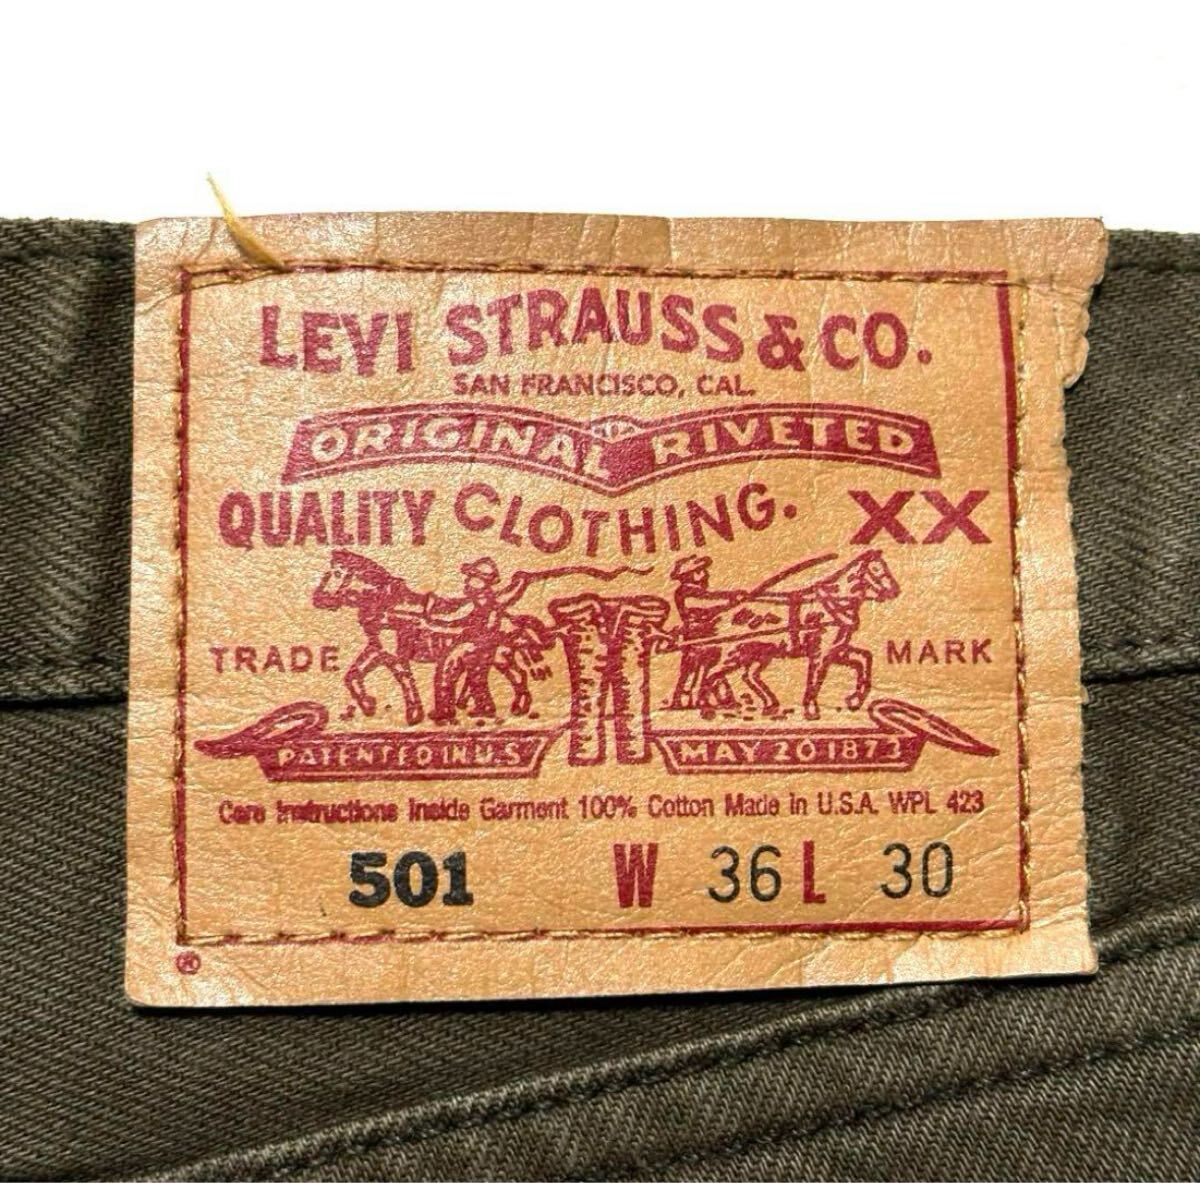 LEVI STRAUSS & CO.
SAN FRANCISCO, CAL.
ORIGINAL RIVETED
QUALITY CLOTHING. XX
TRADE MARK
PATENTED IN U.S MAY 20 1873
Care Instructions Inside Garment 100% Cotton Made in U.S.A. WPL 423
501 W 36 L 30
®